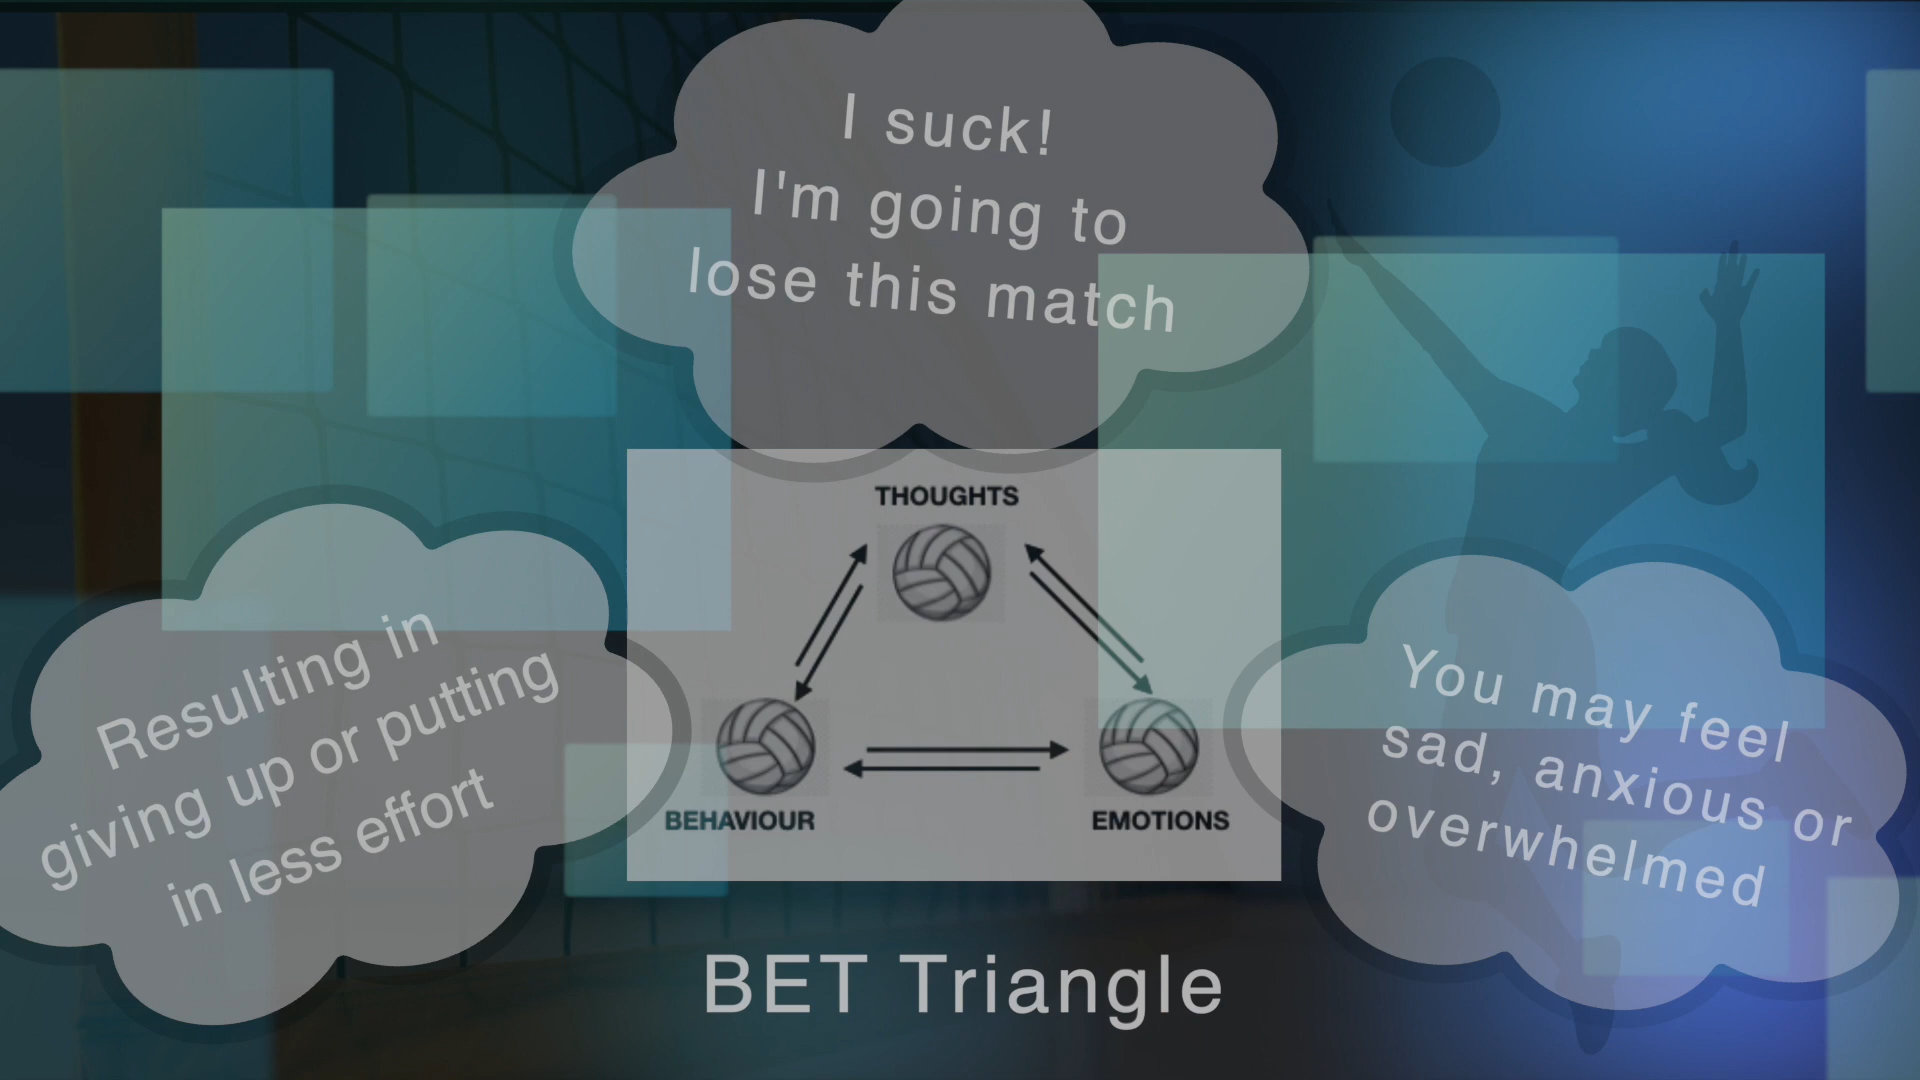 I suck!
I'm going to
lose this match
THOUGHTS
BEHAVIOUR
EMOTIONS
Resulting in
giving up or putting
in less effort
You may feel
sad, anxious or
overwhelmed
BET Triangle